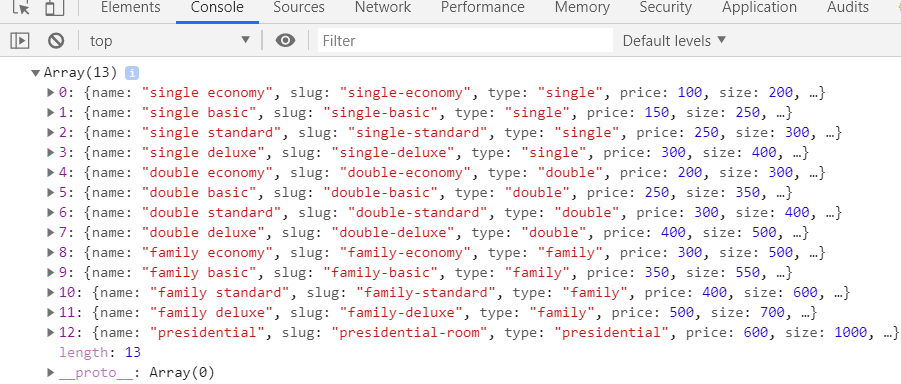 Elements Console Sources Network Performance Memory Security Application Audits
top Filter Default levels
Array(13) i
0: {name: "single economy", slug: "single-economy", type: "single", price: 100, size: 200, …}
1: {name: "single basic", slug: "single-basic", type: "single", price: 150, size: 250, …}
2: {name: "single standard", slug: "single-standard", type: "single", price: 250, size: 300, …}
3: {name: "single deluxe", slug: "single-deluxe", type: "single", price: 300, size: 400, …}
4: {name: "double economy", slug: "double-economy", type: "double", price: 200, size: 300, …}
5: {name: "double basic", slug: "double-basic", type: "double", price: 250, size: 350, …}
6: {name: "double standard", slug: "double-standard", type: "double", price: 300, size: 400, …}
7: {name: "double deluxe", slug: "double-deluxe", type: "double", price: 400, size: 500, …}
8: {name: "family economy", slug: "family-economy", type: "family", price: 300, size: 500, …}
9: {name: "family basic", slug: "family-basic", type: "family", price: 350, size: 550, …}
10: {name: "family standard", slug: "family-standard", type: "family", price: 400, size: 600, …}
11: {name: "family deluxe", slug: "family-deluxe", type: "family", price: 500, size: 700, …}
12: {name: "presidential", slug: "presidential-room", type: "presidential", price: 600, size: 1000, …}
length: 13
__proto__: Array(0)